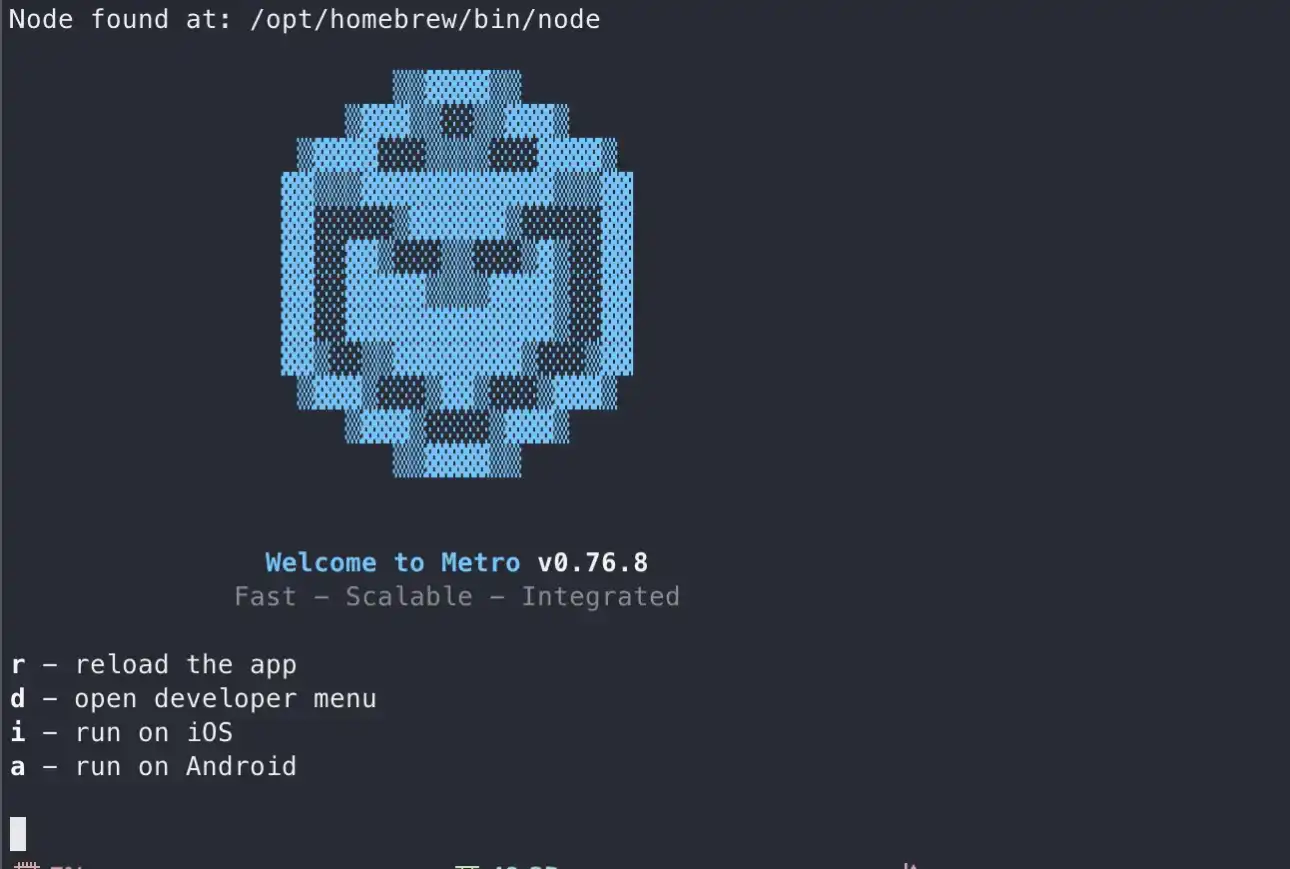 Node found at: /opt/homebrew/bin/node
Welcome to Metro v0.76.8
Fast - Scalable - Integrated
r - reload the app
d - open developer menu
i - run on iOS
a - run on Android